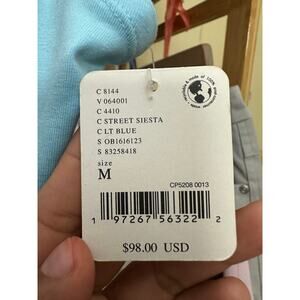 C 8144
V 064001
C 4410
C STREET SIESTA
C LT BLUE
S OB1616123
S 83258418
size
M
CP5208 0013
1 97267 56322 2
$98.00 USD